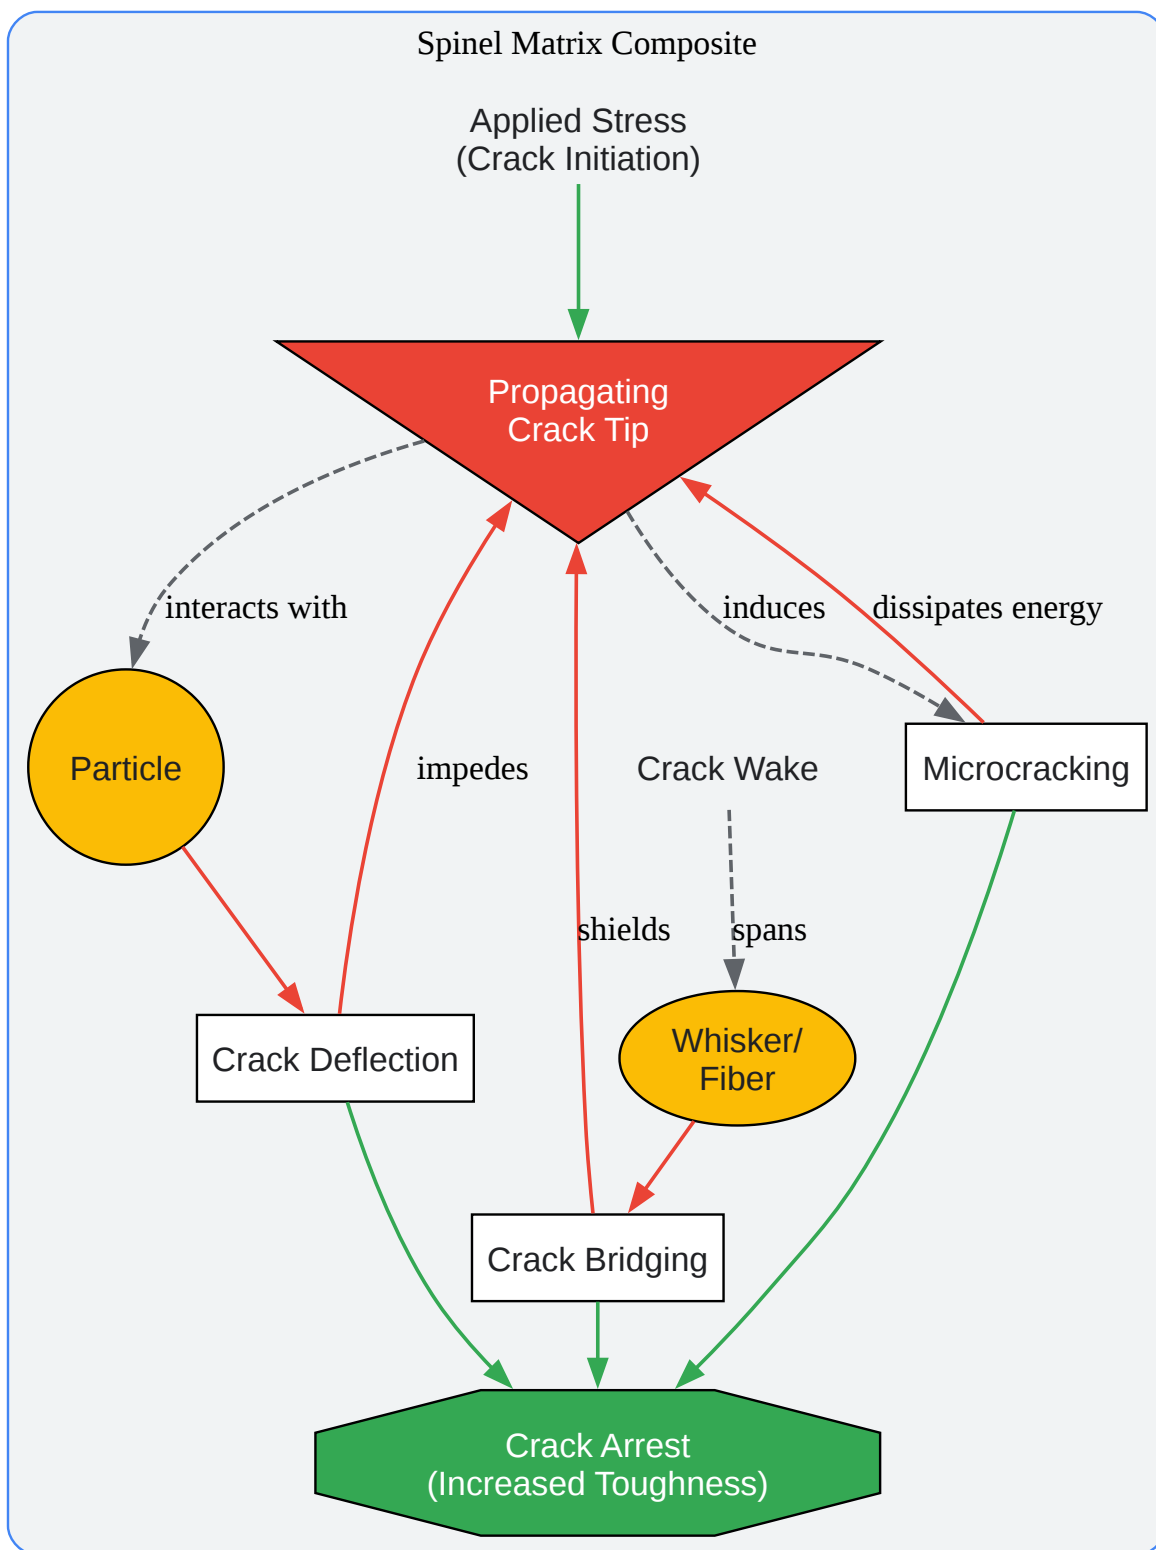 Spinel Matrix Composite
Applied Stress
(Crack Initiation)
Propagating
Crack Tip
interacts with
induces
dissipates energy
Particle
impedes
Crack Wake
Microcracking
shields
spans
Crack Deflection
Whisker/
Fiber
Crack Bridging
Crack Arrest
(Increased Toughness)